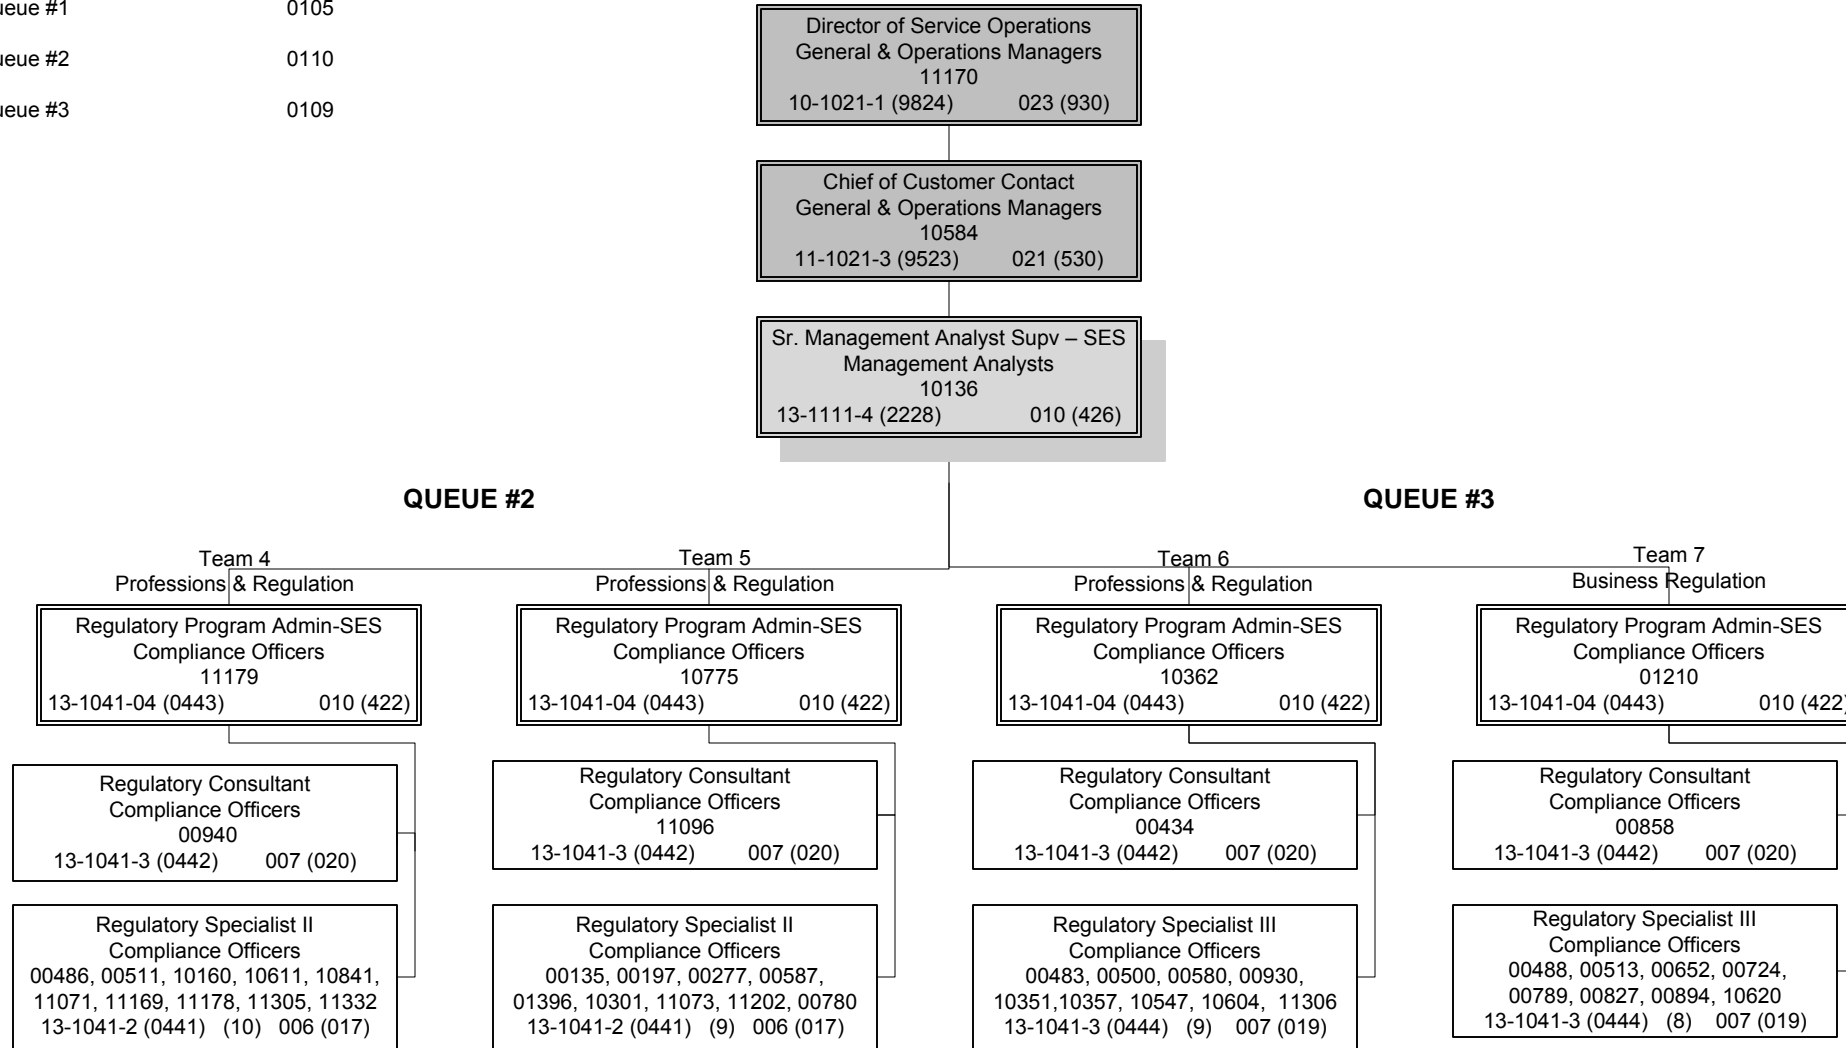 ueue #1 0105
ueue #2 0110
ueue #3 0109
Director of Service Operations
General & Operations Managers
11170
10-1021-1 (9824) 023 (930)
Chief of Customer Contact
General & Operations Managers
10584
11-1021-3 (9523) 021 (530)
Sr. Management Analyst Supv – SES
Management Analysts
10136
13-1111-4 (2228) 010 (426)
QUEUE #2
QUEUE #3
Team 4
Professions & Regulation
Regulatory Program Admin-SES
Compliance Officers
11179
13-1041-04 (0443) 010 (422)
Regulatory Consultant
Compliance Officers
00940
13-1041-3 (0442) 007 (020)
Regulatory Specialist II
Compliance Officers
00486, 00511, 10160, 10611, 10841,
11071, 11169, 11178, 11305, 11332
13-1041-2 (0441) (10) 006 (017)
Team 5
Professions & Regulation
Regulatory Program Admin-SES
Compliance Officers
10775
13-1041-04 (0443) 010 (422)
Regulatory Consultant
Compliance Officers
11096
13-1041-3 (0442) 007 (020)
Regulatory Specialist II
Compliance Officers
00135, 00197, 00277, 00587,
01396, 10301, 11073, 11202, 00780
13-1041-2 (0441) (9) 006 (017)
Team 6
Professions & Regulation
Regulatory Program Admin-SES
Compliance Officers
10362
13-1041-04 (0443) 010 (422)
Regulatory Consultant
Compliance Officers
00434
13-1041-3 (0442) 007 (020)
Regulatory Specialist III
Compliance Officers
00483, 00500, 00580, 00930,
10351,10357, 10547, 10604, 11306
13-1041-3 (0444) (9) 007 (019)
Team 7
Business Regulation
Regulatory Program Admin-SES
Compliance Officers
01210
13-1041-04 (0443) 010 (422)
Regulatory Consultant
Compliance Officers
00858
13-1041-3 (0442) 007 (020)
Regulatory Specialist III
Compliance Officers
00488, 00513, 00652, 00724,
00789, 00827, 00894, 10620
13-1041-3 (0444) (8) 007 (019)